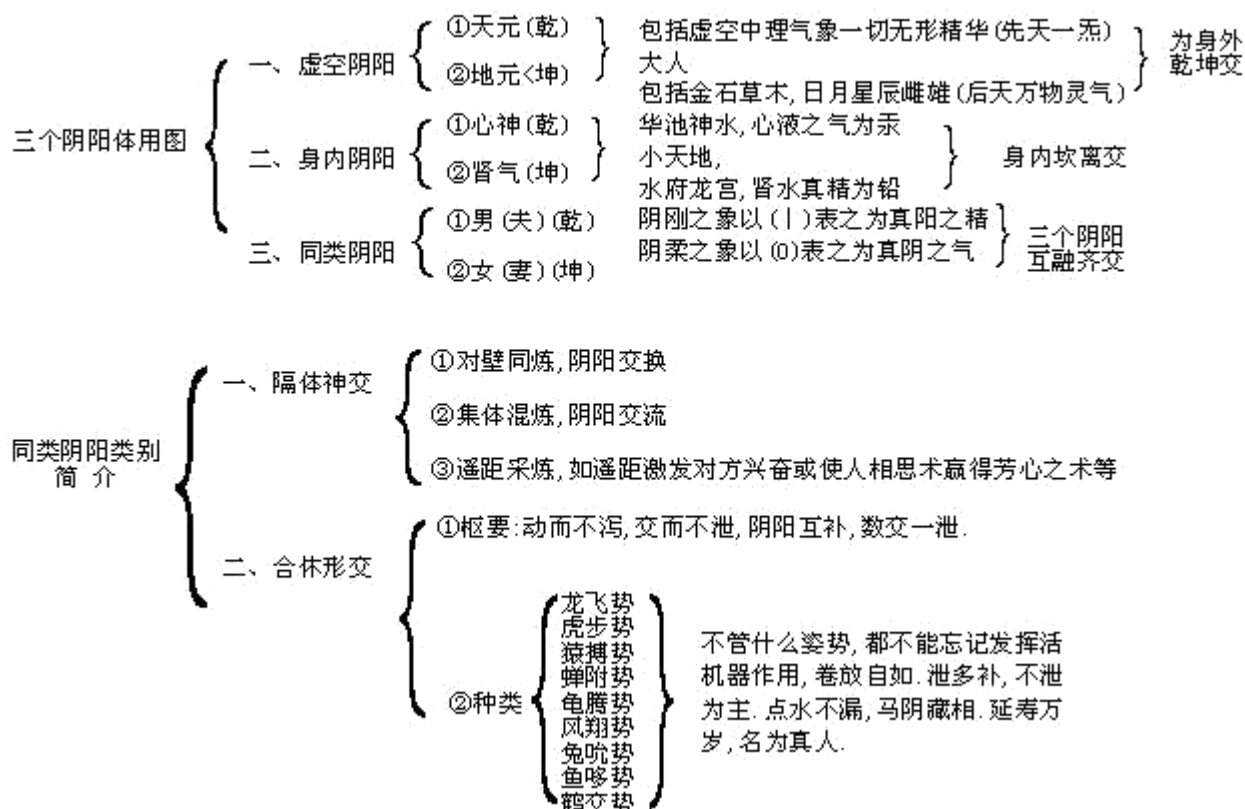 三个阴阳体用图
一、虚空阴阳
①天元(乾)
②地元<坤)
包括虚空中理气象一切无形精华(先天一炁)
大人
包括金石草木,日月星辰雌雄(后天万物灵气)
为身外
乾坤交
二、身内阴阳
①心神(乾)
②肾气(坤)
华池神水,心液之气为汞
小天地,
水府龙宫,肾水真精为铅
身内坎离交
三、同类阴阳
①男(夫)(乾)
②女(妻)(坤)
阴刚之象以(丨)表之为真阳之精
阴柔之象以(0)表之为真阴之气
三个阴阳
互融齐交
同类阴阳类别
简 介
一、隔体神交
①对壁同炼,阴阳交换
②集体混炼,阴阳交流
③遥距采炼,如遥距激发对方兴奋或使人相思术赢得芳心之术等
二、合休形交
①枢要:动而不泻,交而不泄,阴阳互补,数交一泄.
②种类
龙飞势
虎步势
猿搏势
蝉附势
龟腾势
凤翔势
兔吮势
鱼哆势
鹤交势
不管什么姿势,都不能忘记发挥活
机器作用,卷放自如.泄多补,不泄
为主.点水不漏,马阴藏相.延寿万
岁,名为真人.